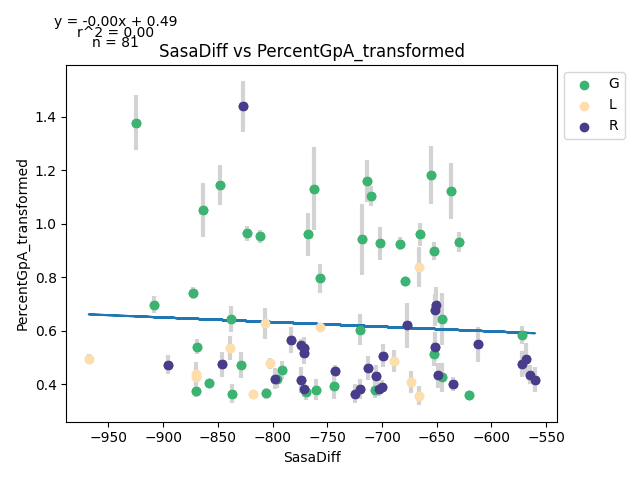 y = -0.00x + 0.49
r^2 = 0.00
n = 81
SasaDiff vs PercentGpA_transformed
G
L
R
PercentGpA_transformed
1.4
1.2
1.0
0.8
0.6
0.4
−950 −900 −850 −800 −750 −700 −650 −600 −550
SasaDiff